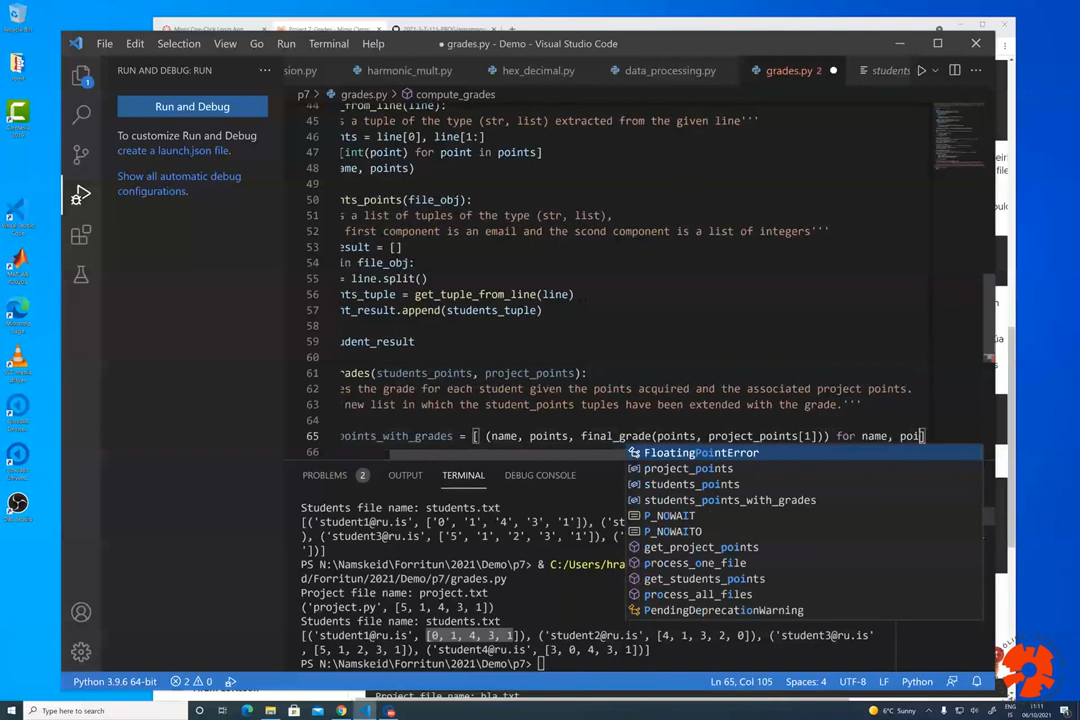 File Edit Selection View Go Run Terminal Help
grades.py - Demo - Visual Studio Code
RUN AND DEBUG: RUN
sion.py harmonic_mult.py hex_decimal.py data_processing.py grades.py 2 students
p7 > grades.py > compute_grades
Run and Debug
To customize Run and Debug
create a launch.json file.
Show all automatic debug
configurations.
44 _from_line(line):
45 s a tuple of the type (str, list) extracted from the given line'''
46 nts = line[0], line[1:]
47 [int(point) for point in points]
48 me, points)
49
50 nts_points(file_obj):
51 s a list of tuples of the type (str, list),
52 first component is an email and the scond component is a list of integers'''
53 esult = []
54 in file_obj:
55 = line.split()
56 nts_tuple = get_tuple_from_line(line)
57 nt_result.append(students_tuple)
58
59 udent_result
60
61 grades(students_points, project_points):
62 es the grade for each student given the points acquired and the associated project points.
63 new list in which the student_points tuples have been extended with the grade.'''
64
65 points_with_grades = [ (name, points, final_grade(points, project_points[1])) for name, poi]
66
FloatingPointError
project_points
students_points
students_points_with_grades
P_NOWAIT
P_NOWAITO
get_project_points
process_one_file
get_students_points
process_all_files
PendingDeprecationWarning
PROBLEMS 2 OUTPUT TERMINAL DEBUG CONSOLE
Students file name: students.txt
[('student1@ru.is', ['0', '1', '4', '3', '1']), ('st
), ('student3@ru.is', ['5', '1', '2', '3', '1']), ('
'])]
PS N:\Namskeid\Forritun\2021\Demo\p7> & C:/Users/hra
d/Forritun/2021/Demo/p7/grades.py
Project file name: project.txt
('project.py', [5, 1, 4, 3, 1])
Students file name: students.txt
[('student1@ru.is', [0, 1, 4, 3, 1]), ('student2@ru.is', [4, 1, 3, 2, 0]), ('student3@ru.is'
, [5, 1, 2, 3, 1]), ('student4@ru.is', [3, 0, 4, 3, 1])]
PS N:\Namskeid\Forritun\2021\Demo\p7>
Python 3.9.6 64-bit 2 0 Ln 65, Col 105 Spaces: 4 UTF-8 LF Python
Project file name: bla.txt
Type here to search 6°C Sunny ENG IS 11:11 06/10/2021